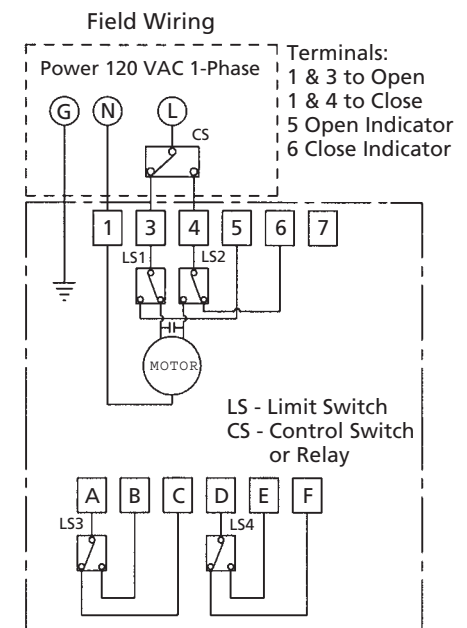 Field Wiring
Power 120 VAC 1-Phase
Terminals:
1 & 3 to Open
1 & 4 to Close
5 Open Indicator
6 Close Indicator
G N L
CS
1 3 4 5 6 7
LS1 LS2
MOTOR
LS - Limit Switch
CS - Control Switch
or Relay
A B C D E F
LS3 LS4